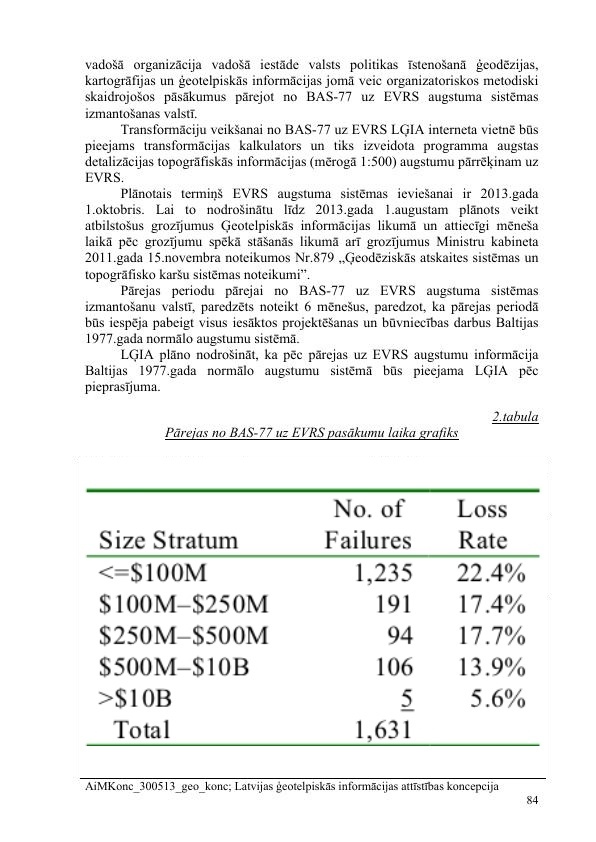 vadošā organizācija vadošā iestāde valsts politikas īstenošanā ģeodēzijas,
kartogrāfijas un ģeotelpiskās informācijas jomā veic organizatoriskos metodiski
skaidrojošos pāsākumus pārejot no BAS-77 uz EVRS augstuma sistēmas
izmantošanas valstī.
Transformāciju veikšanai no BAS-77 uz EVRS LĢIA interneta vietnē būs
pieejams transformācijas kalkulators un tiks izveidota programma augstas
detalizācijas topogrāfiskās informācijas (mērogā 1:500) augstumu pārrēķinam uz
EVRS.
Plānotais termiņš EVRS augstuma sistēmas ieviešanai ir 2013.gada
1.oktobris. Lai to nodrošinātu līdz 2013.gada 1.augustam plānots veikt
atbilstošus grozījumus Ģeotelpiskās informācijas likumā un attiecīgi mēneša
laikā pēc grozījumu spēkā stāšanās likumā arī grozījumus Ministru kabineta
2011.gada 15.novembra noteikumos Nr.879 „Ģeodēziskās atskaites sistēmas un
topogrāfisko karšu sistēmas noteikumi”.
Pārejas periodu pārejai no BAS-77 uz EVRS augstuma sistēmas
izmantošanu valstī, paredzēts noteikt 6 mēnešus, paredzot, ka pārejas periodā
būs iespēja pabeigt visus iesāktos projektēšanas un būvniecības darbus Baltijas
1977.gada normālo augstumu sistēmā.
LĢIA plāno nodrošināt, ka pēc pārejas uz EVRS augstumu informācija
Baltijas 1977.gada normālo augstumu sistēmā būs pieejama LĢIA pēc
pieprasījuma.
2.tabula
Pārejas no BAS-77 uz EVRS pasākumu laika grafiks
No. of Loss
Size Stratum Failures Rate
<=$100M 1,235 22.4%
$100M–$250M 191 17.4%
$250M–$500M 94 17.7%
$500M–$10B 106 13.9%
>$10B 5 5.6%
Total 1,631
AiMKonc_300513_geo_konc; Latvijas ģeotelpiskās informācijas attīstības koncepcija
84